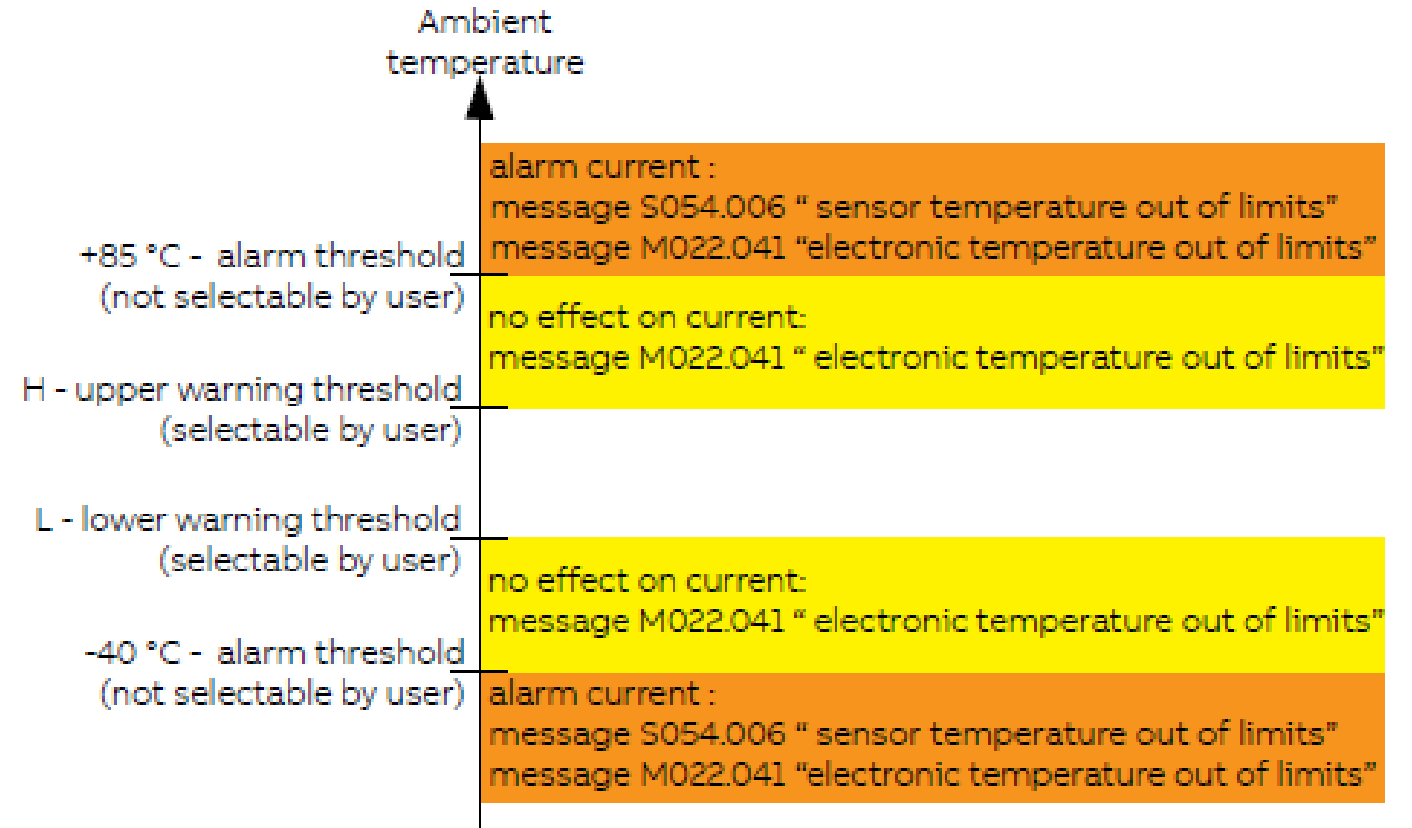 Ambient
temperature
alarm current :
message S054.006 “ sensor temperature out of limits”
message M022.041 “electronic temperature out of limits”
+85 °C - alarm threshold
(not selectable by user)
no effect on current:
message M022.041 “ electronic temperature out of limits”
H - upper warning threshold
(selectable by user)
L - lower warning threshold
(selectable by user)
no effect on current:
message M022.041 “ electronic temperature out of limits”
-40 °C - alarm threshold
(not selectable by user)
alarm current :
message S054.006 “ sensor temperature out of limits”
message M022.041 “electronic temperature out of limits”